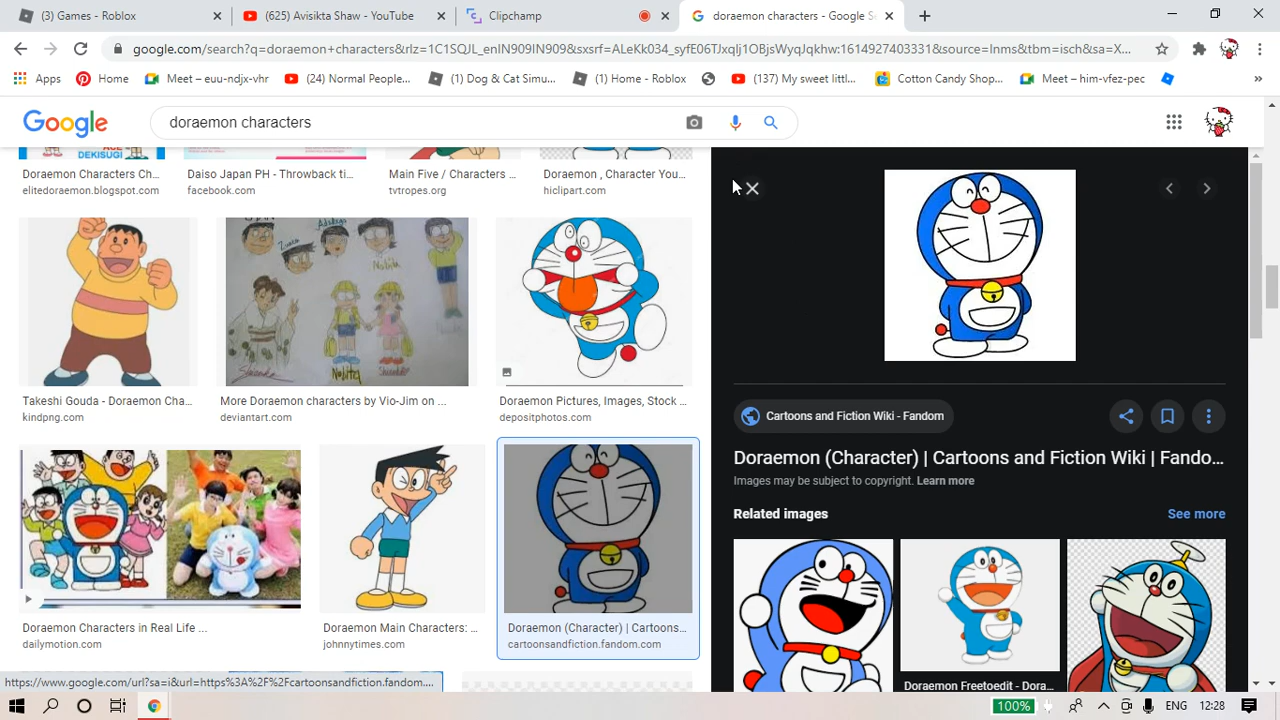 (3) Games - Roblox
(625) Avisikta Shaw - YouTube
Clipchamp
doraemon characters - Google Se
google.com/search?q=doraemon+characters&rlz=1C1SQJL_enIN909IN909&sxsrf=ALeKk034_syfE06TJxqlj1OBjsWyqJqkhw:1614927403331&source=lnms&tbm=isch&sa=X...
Apps
Home
Meet – euu-ndjx-vhr
(24) Normal People...
(1) Dog & Cat Simu...
(1) Home - Roblox
(137) My sweet littl...
Cotton Candy Shop...
Meet – him-vfez-pec
Google
doraemon characters
ACE
DEKISUGI
Doraemon Characters Ch...
elitedoraemon.blogspot.com
Daiso Japan PH - Throwback ti...
facebook.com
Main Five / Characters ...
tvtropes.org
Doraemon , Character You...
hiclipart.com
Nobita
Takeshi Gouda - Doraemon Cha...
kindpng.com
More Doraemon characters by Vio-Jim on ...
deviantart.com
Doraemon Pictures, Images, Stock ...
depositphotos.com
Doraemon Characters in Real Life ...
dailymotion.com
Doraemon Main Characters: ...
johnnytimes.com
Doraemon (Character) | Cartoons...
cartoonsandfiction.fandom.com
Cartoons and Fiction Wiki - Fandom
Doraemon (Character) | Cartoons and Fiction Wiki | Fando...
Images may be subject to copyright. Learn more
Related images
See more
Doraemon Freetoedit - Dora...
https://www.google.com/url?sa=i&url=https%3A%2F%2Fcartoonsandfiction.fandom....
100%
ENG
12:28